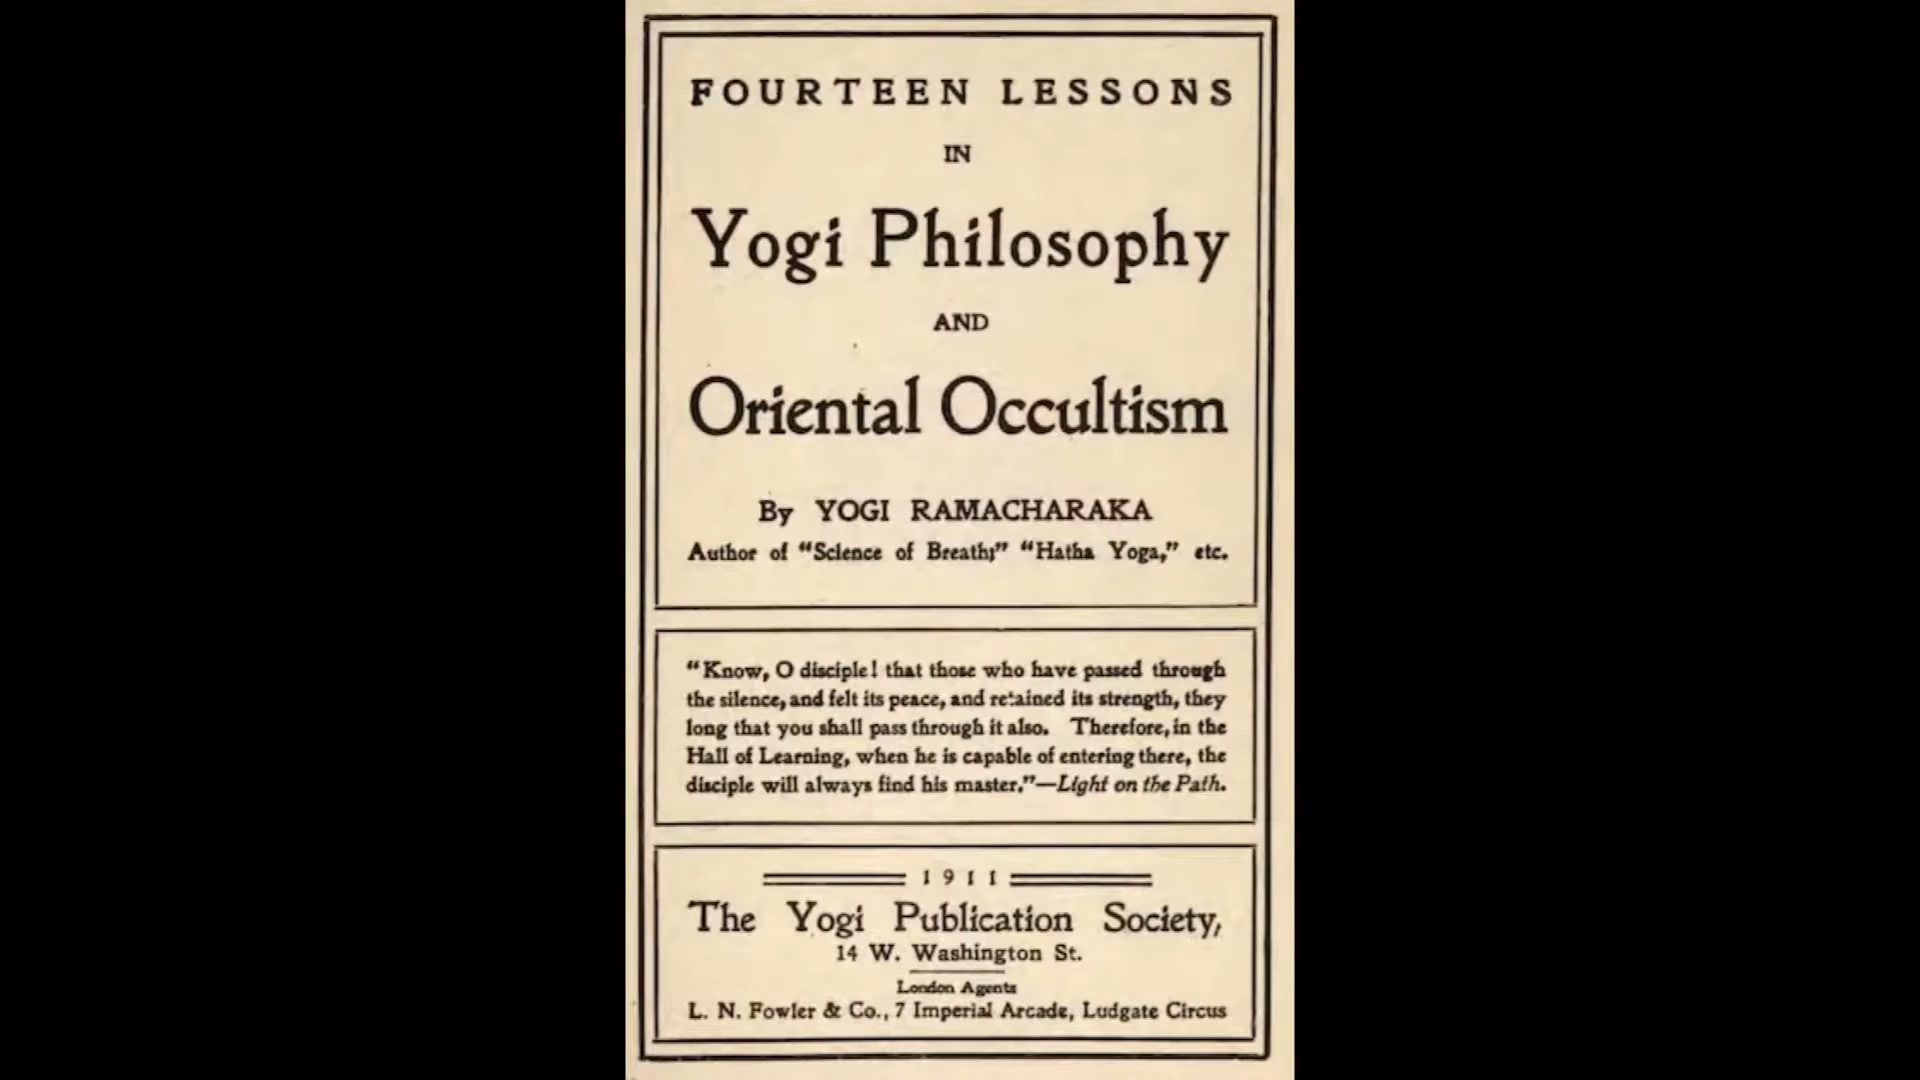 FOURTEEN LESSONS
IN
Yogi Philosophy
AND
Oriental Occultism
By YOGI RAMACHARAKA
Author of "Science of Breath;" "Hatha Yoga," etc.
"Know, O disciple! that those who have passed through
the silence, and felt its peace, and retained its strength, they
long that you shall pass through it also. Therefore, in the
Hall of Learning, when he is capable of entering there, the
disciple will always find his master."—Light on the Path.
1911
The Yogi Publication Society,
14 W. Washington St.
London Agents
L. N. Fowler & Co., 7 Imperial Arcade, Ludgate Circus